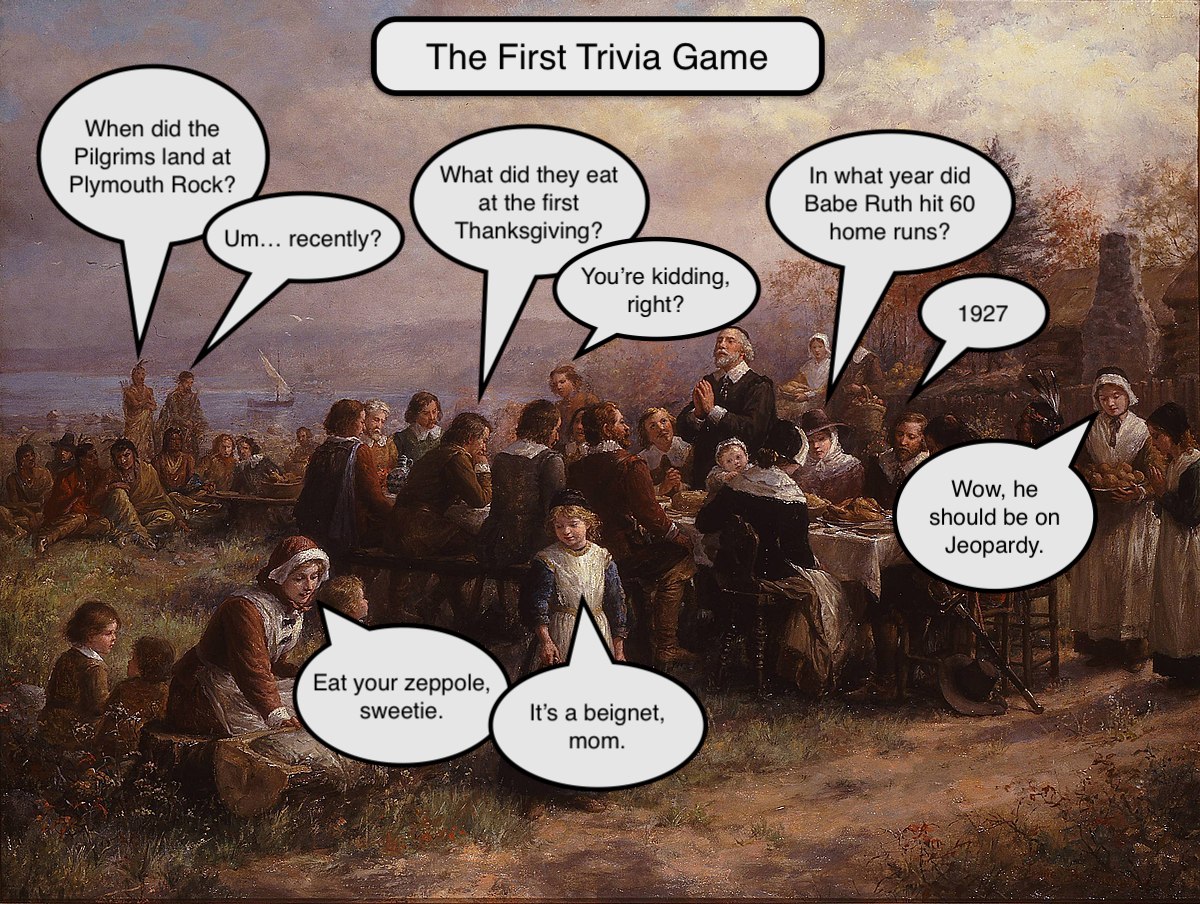 The First Trivia Game
When did the
Pilgrims land at
Plymouth Rock?
Um… recently?
What did they eat
at the first
Thanksgiving?
You’re kidding,
right?
In what year did
Babe Ruth hit 60
home runs?
1927
Wow, he
should be on
Jeopardy.
Eat your zeppole,
sweetie.
It’s a beignet,
mom.